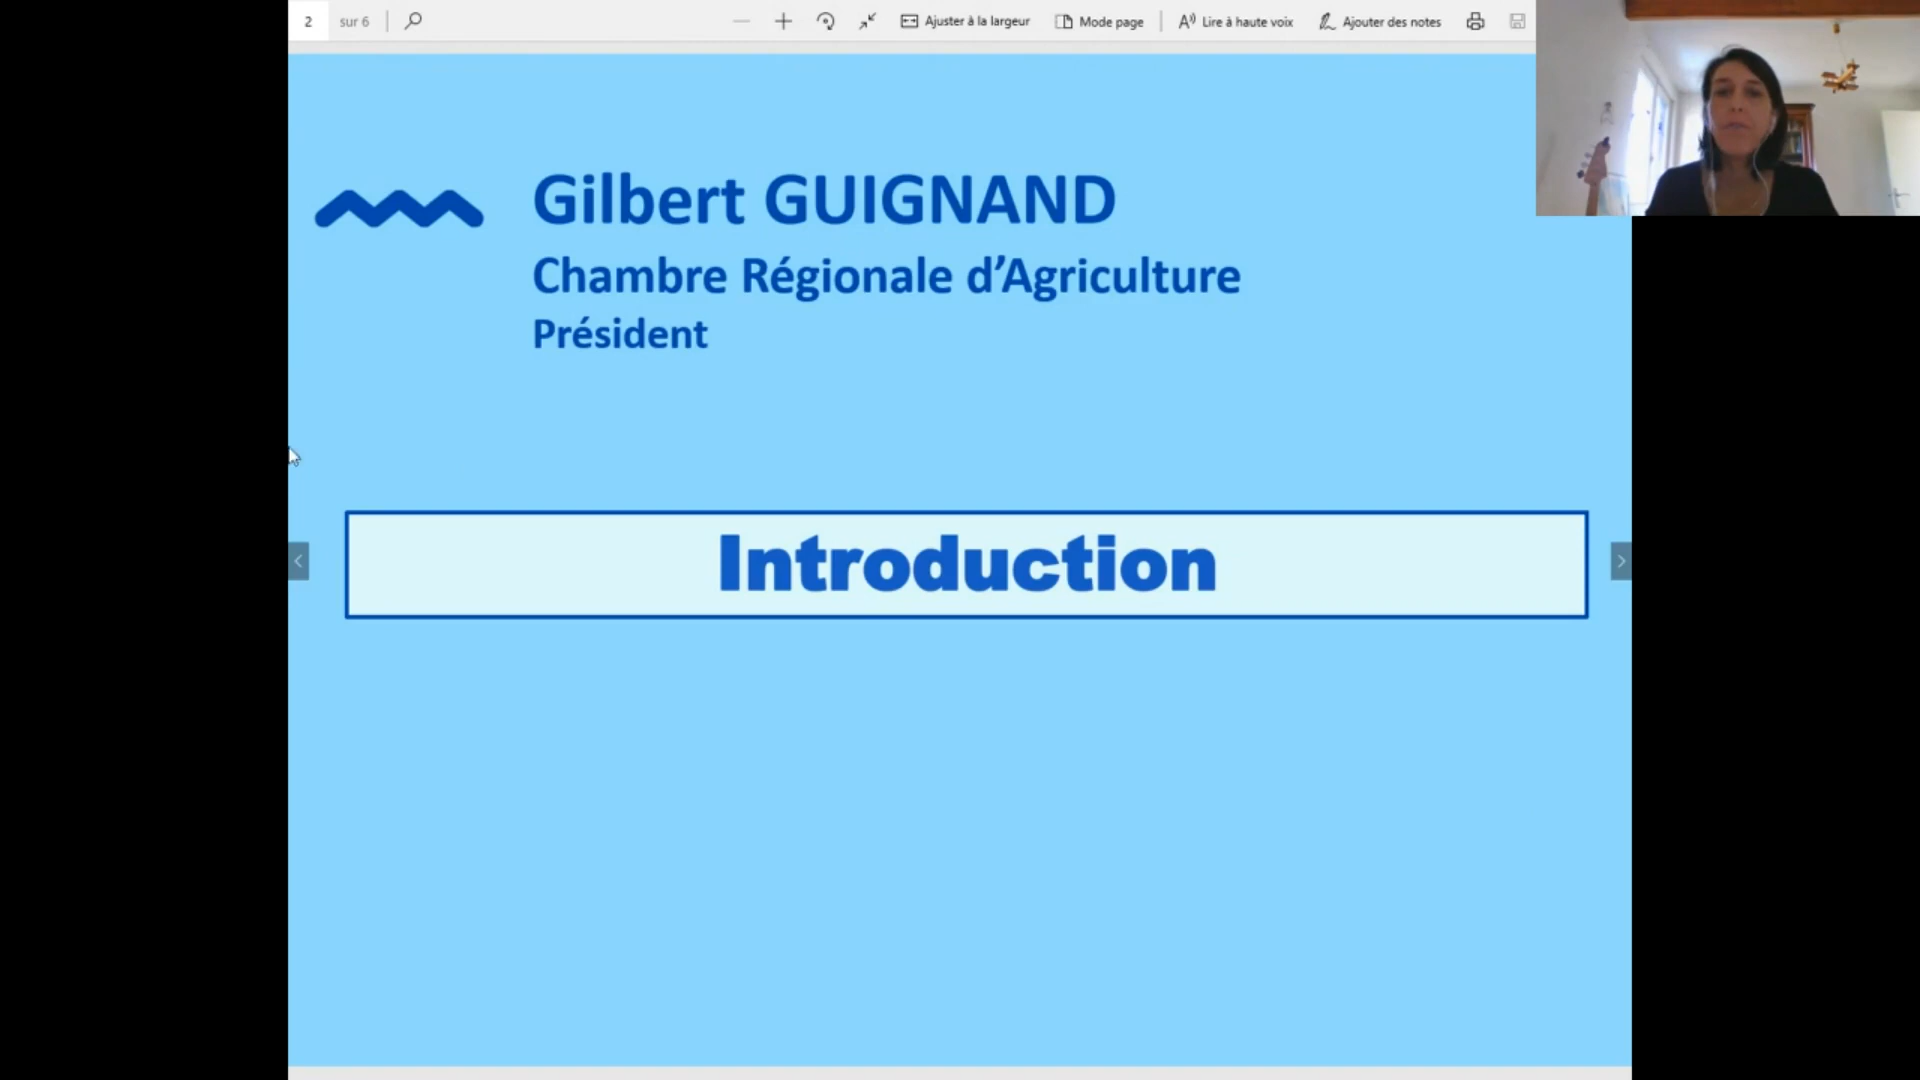 2 sur 6 Ajuster à la largeur Mode page Lire à haute voix Ajouter des notes
Gilbert GUIGNAND
Chambre Régionale d’Agriculture
Président
Introduction